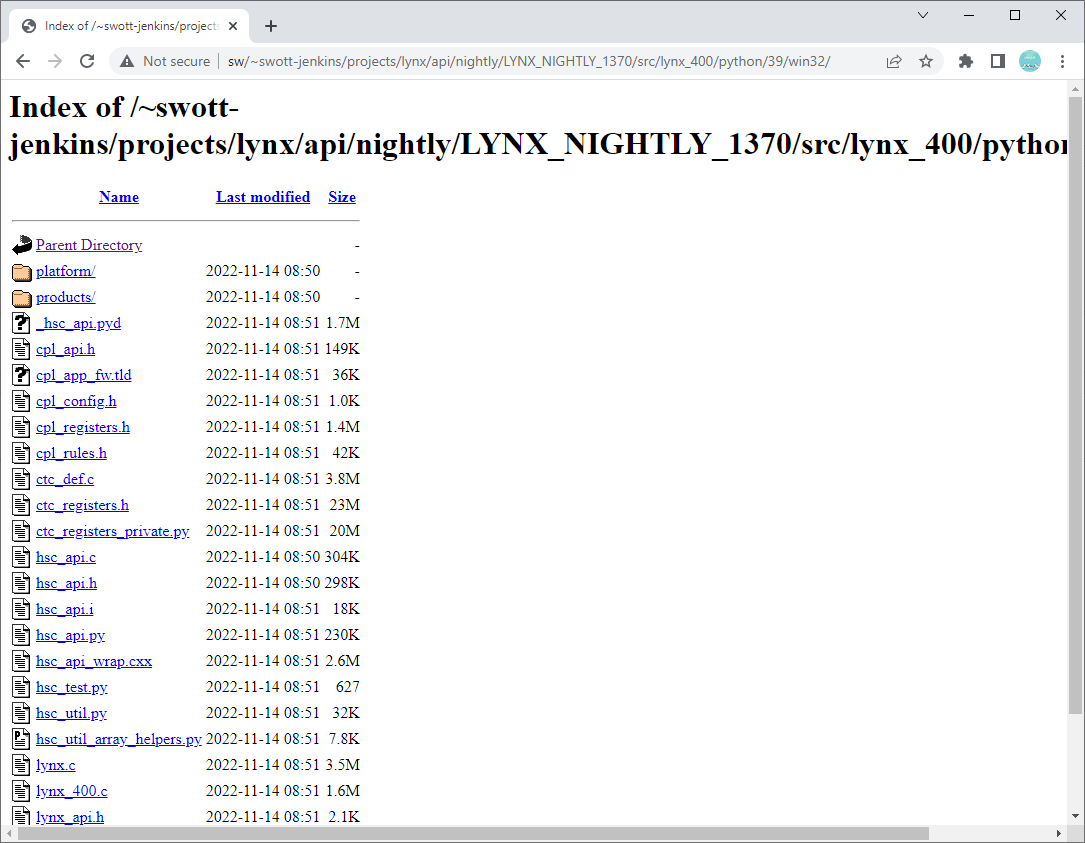 Index of /~swott-jenkins/projects
Not secure sw/~swott-jenkins/projects/lynx/api/nightly/LYNX_NIGHTLY_1370/src/lynx_400/python/39/win32/
Index of /~swott-
jenkins/projects/lynx/api/nightly/LYNX_NIGHTLY_1370/src/lynx_400/python
Name Last modified Size
Parent Directory -
platform/ 2022-11-14 08:50 -
products/ 2022-11-14 08:50 -
_hsc_api.pyd 2022-11-14 08:51 1.7M
cpl_api.h 2022-11-14 08:51 149K
cpl_app_fw.tld 2022-11-14 08:51 36K
cpl_config.h 2022-11-14 08:51 1.0K
cpl_registers.h 2022-11-14 08:51 1.4M
cpl_rules.h 2022-11-14 08:51 42K
ctc_def.c 2022-11-14 08:51 3.8M
ctc_registers.h 2022-11-14 08:51 23M
ctc_registers_private.py 2022-11-14 08:51 20M
hsc_api.c 2022-11-14 08:50 304K
hsc_api.h 2022-11-14 08:50 298K
hsc_api.i 2022-11-14 08:51 18K
hsc_api.py 2022-11-14 08:51 230K
hsc_api_wrap.cxx 2022-11-14 08:51 2.6M
hsc_test.py 2022-11-14 08:51 627
hsc_util.py 2022-11-14 08:51 32K
hsc_util_array_helpers.py 2022-11-14 08:51 7.8K
lynx.c 2022-11-14 08:51 3.5M
lynx_400.c 2022-11-14 08:51 1.6M
lynx_api.h 2022-11-14 08:51 2.1K